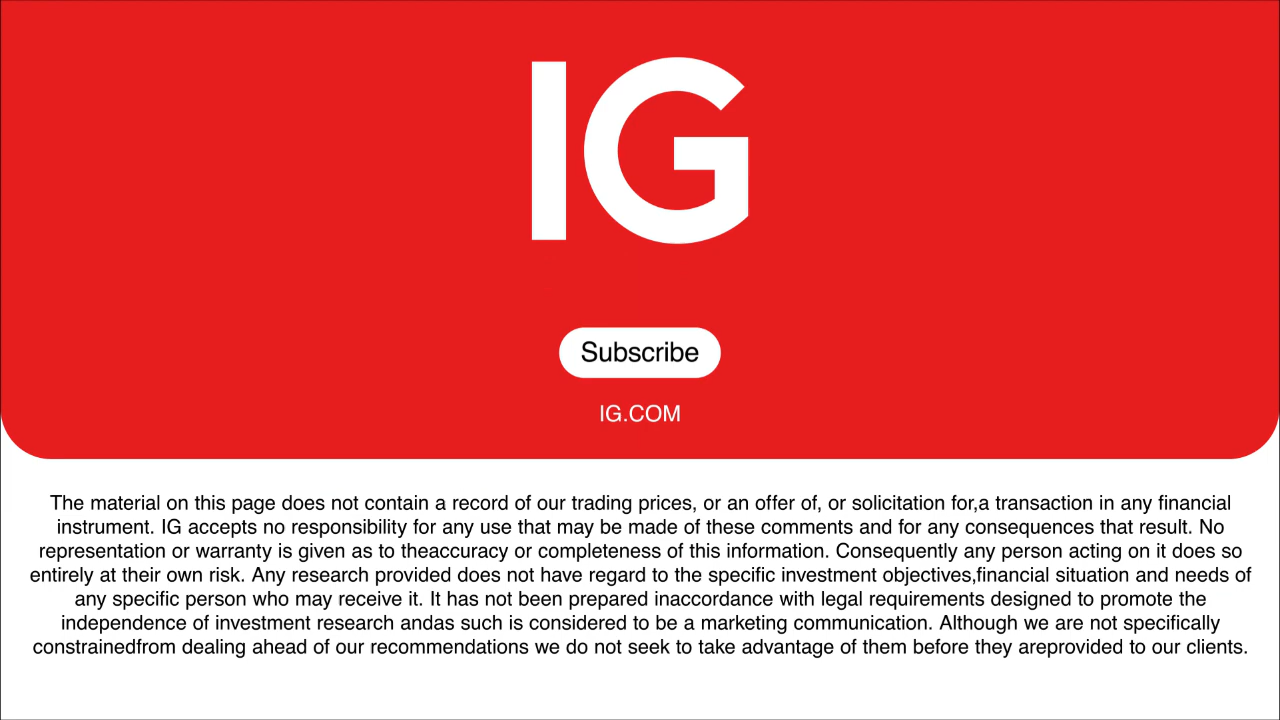 IG
Subscribe
IG.COM
The material on this page does not contain a record of our trading prices, or an offer of, or solicitation for,a transaction in any financial
instrument. IG accepts no responsibility for any use that may be made of these comments and for any consequences that result. No
representation or warranty is given as to theaccuracy or completeness of this information. Consequently any person acting on it does so
entirely at their own risk. Any research provided does not have regard to the specific investment objectives,financial situation and needs of
any specific person who may receive it. It has not been prepared inaccordance with legal requirements designed to promote the
independence of investment research andas such is considered to be a marketing communication. Although we are not specifically
constrainedfrom dealing ahead of our recommendations we do not seek to take advantage of them before they areprovided to our clients.